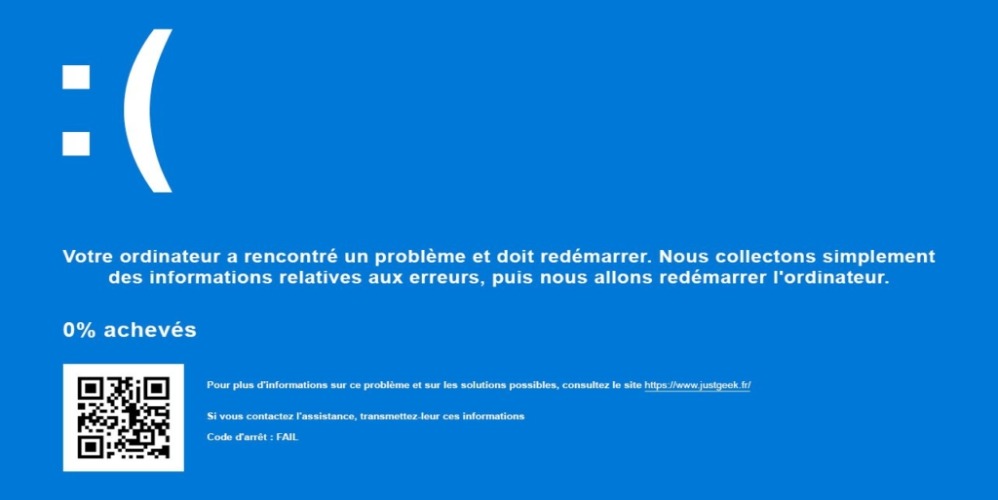 :(
Votre ordinateur a rencontré un problème et doit redémarrer. Nous collectons simplement
des informations relatives aux erreurs, puis nous allons redémarrer l'ordinateur.
0% achevés
Pour plus d'informations sur ce problème et sur les solutions possibles, consultez le site https://www.justgeek.fr/
Si vous contactez l'assistance, transmettez-leur ces informations
Code d'arrêt : FAIL